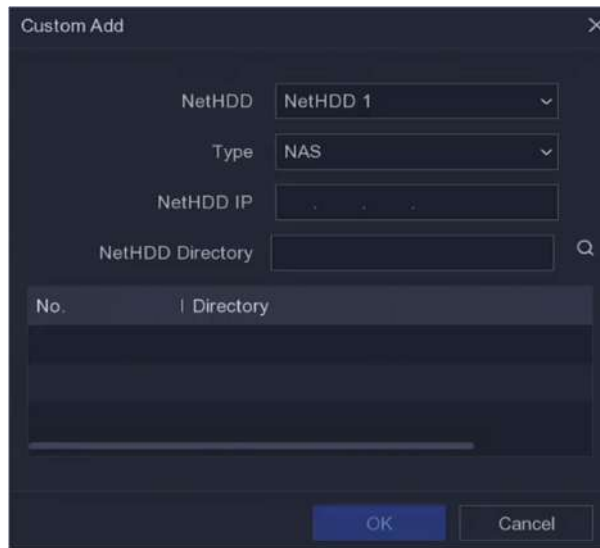 Custom Add
NetHDD NetHDD 1
Type NAS
NetHDD IP . . .
NetHDD Directory
No. Directory
OK Cancel